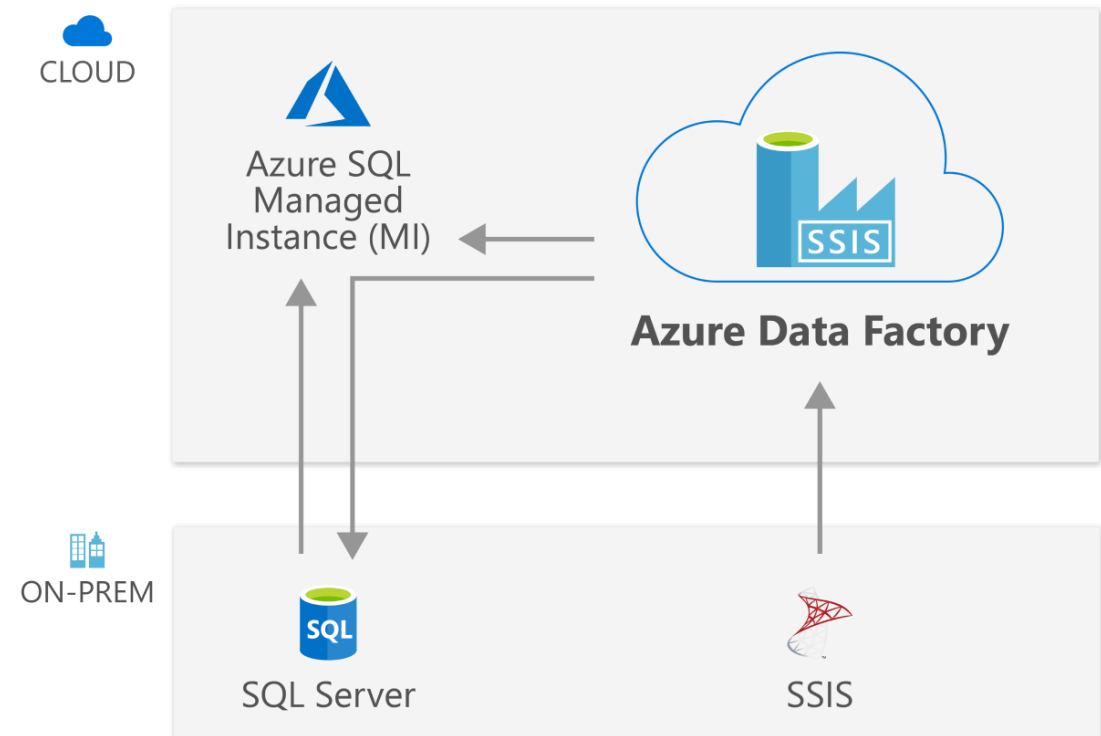 CLOUD
Azure SQL
Managed
Instance (MI)
SSIS
Azure Data Factory
ON-PREM
SQL
SQL Server
SSIS